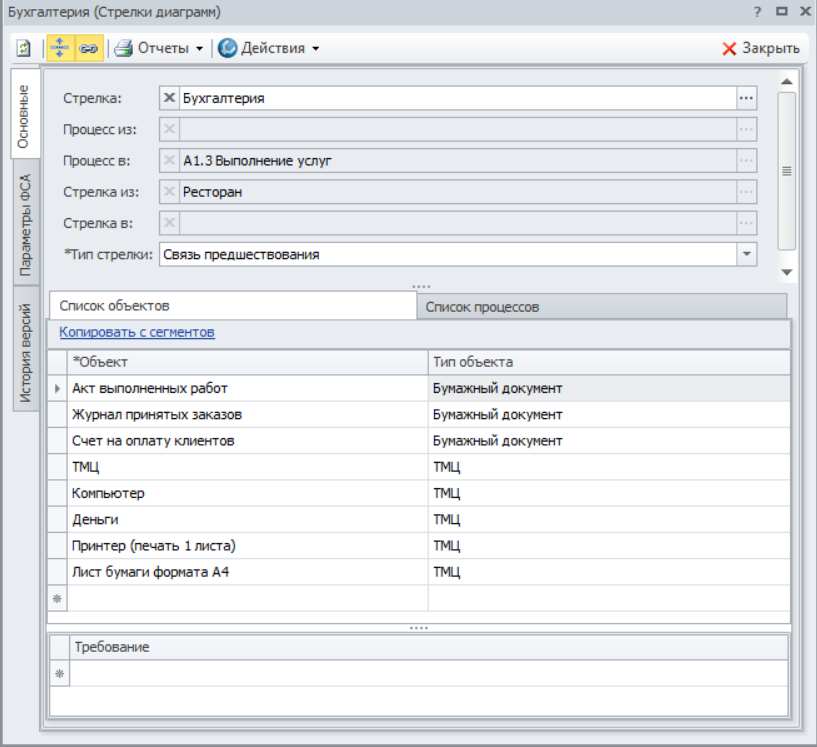 Бухгалтерия (Стрелки диаграмм) ?
Отчеты Действия Закрыть
Основные
Параметры ФСА
История версий
Стрелка: Бухгалтерия ...
Процесс из: ...
Процесс в: А1.3 Выполнение услуг ...
Стрелка из: Ресторан ...
Стрелка в: ...
*Тип стрелки: Связь предшествования
Список объектов Список процессов
Копировать с сегментов
*Объект Тип объекта
Акт выполненных работ Бумажный документ
Журнал принятых заказов Бумажный документ
Счет на оплату клиентов Бумажный документ
ТМЦ ТМЦ
Компьютер ТМЦ
Деньги ТМЦ
Принтер (печать 1 листа) ТМЦ
Лист бумаги формата А4 ТМЦ
Требование